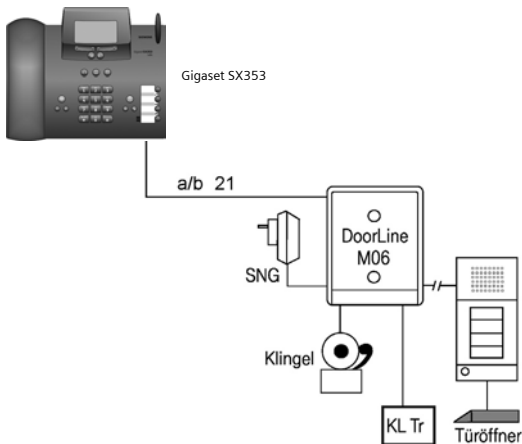 Gigaset SX353
a/b 21
DoorLine
M06
SNG
Klingel
KL Tr
Türöffner